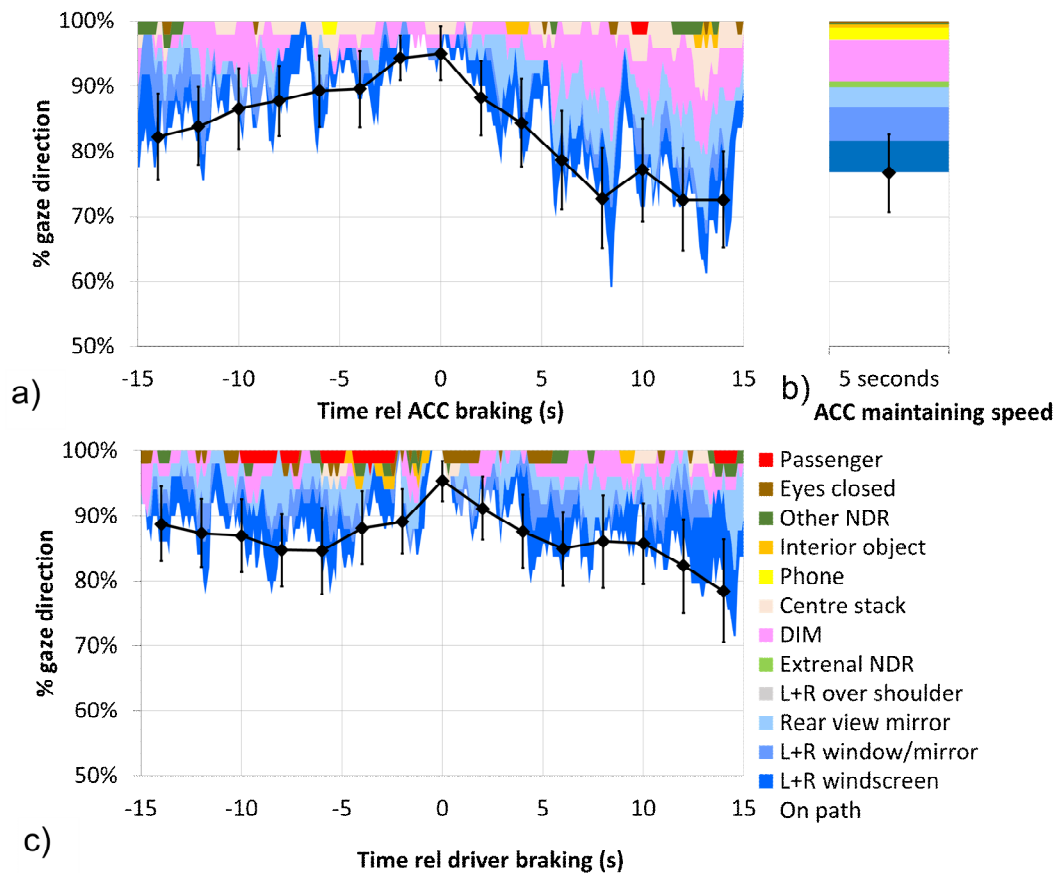 a)
% gaze direction
100%
90%
80%
70%
60%
50%
-15 -10 -5 0 5 10 15
Time rel ACC braking (s)
b)
5 seconds
ACC maintaining speed
c)
% gaze direction
100%
90%
80%
70%
60%
50%
-15 -10 -5 0 5 10 15
Time rel driver braking (s)
Passenger
Eyes closed
Other NDR
Interior object
Phone
Centre stack
DIM
Extrenal NDR
L+R over shoulder
Rear view mirror
L+R window/mirror
L+R windscreen
On path